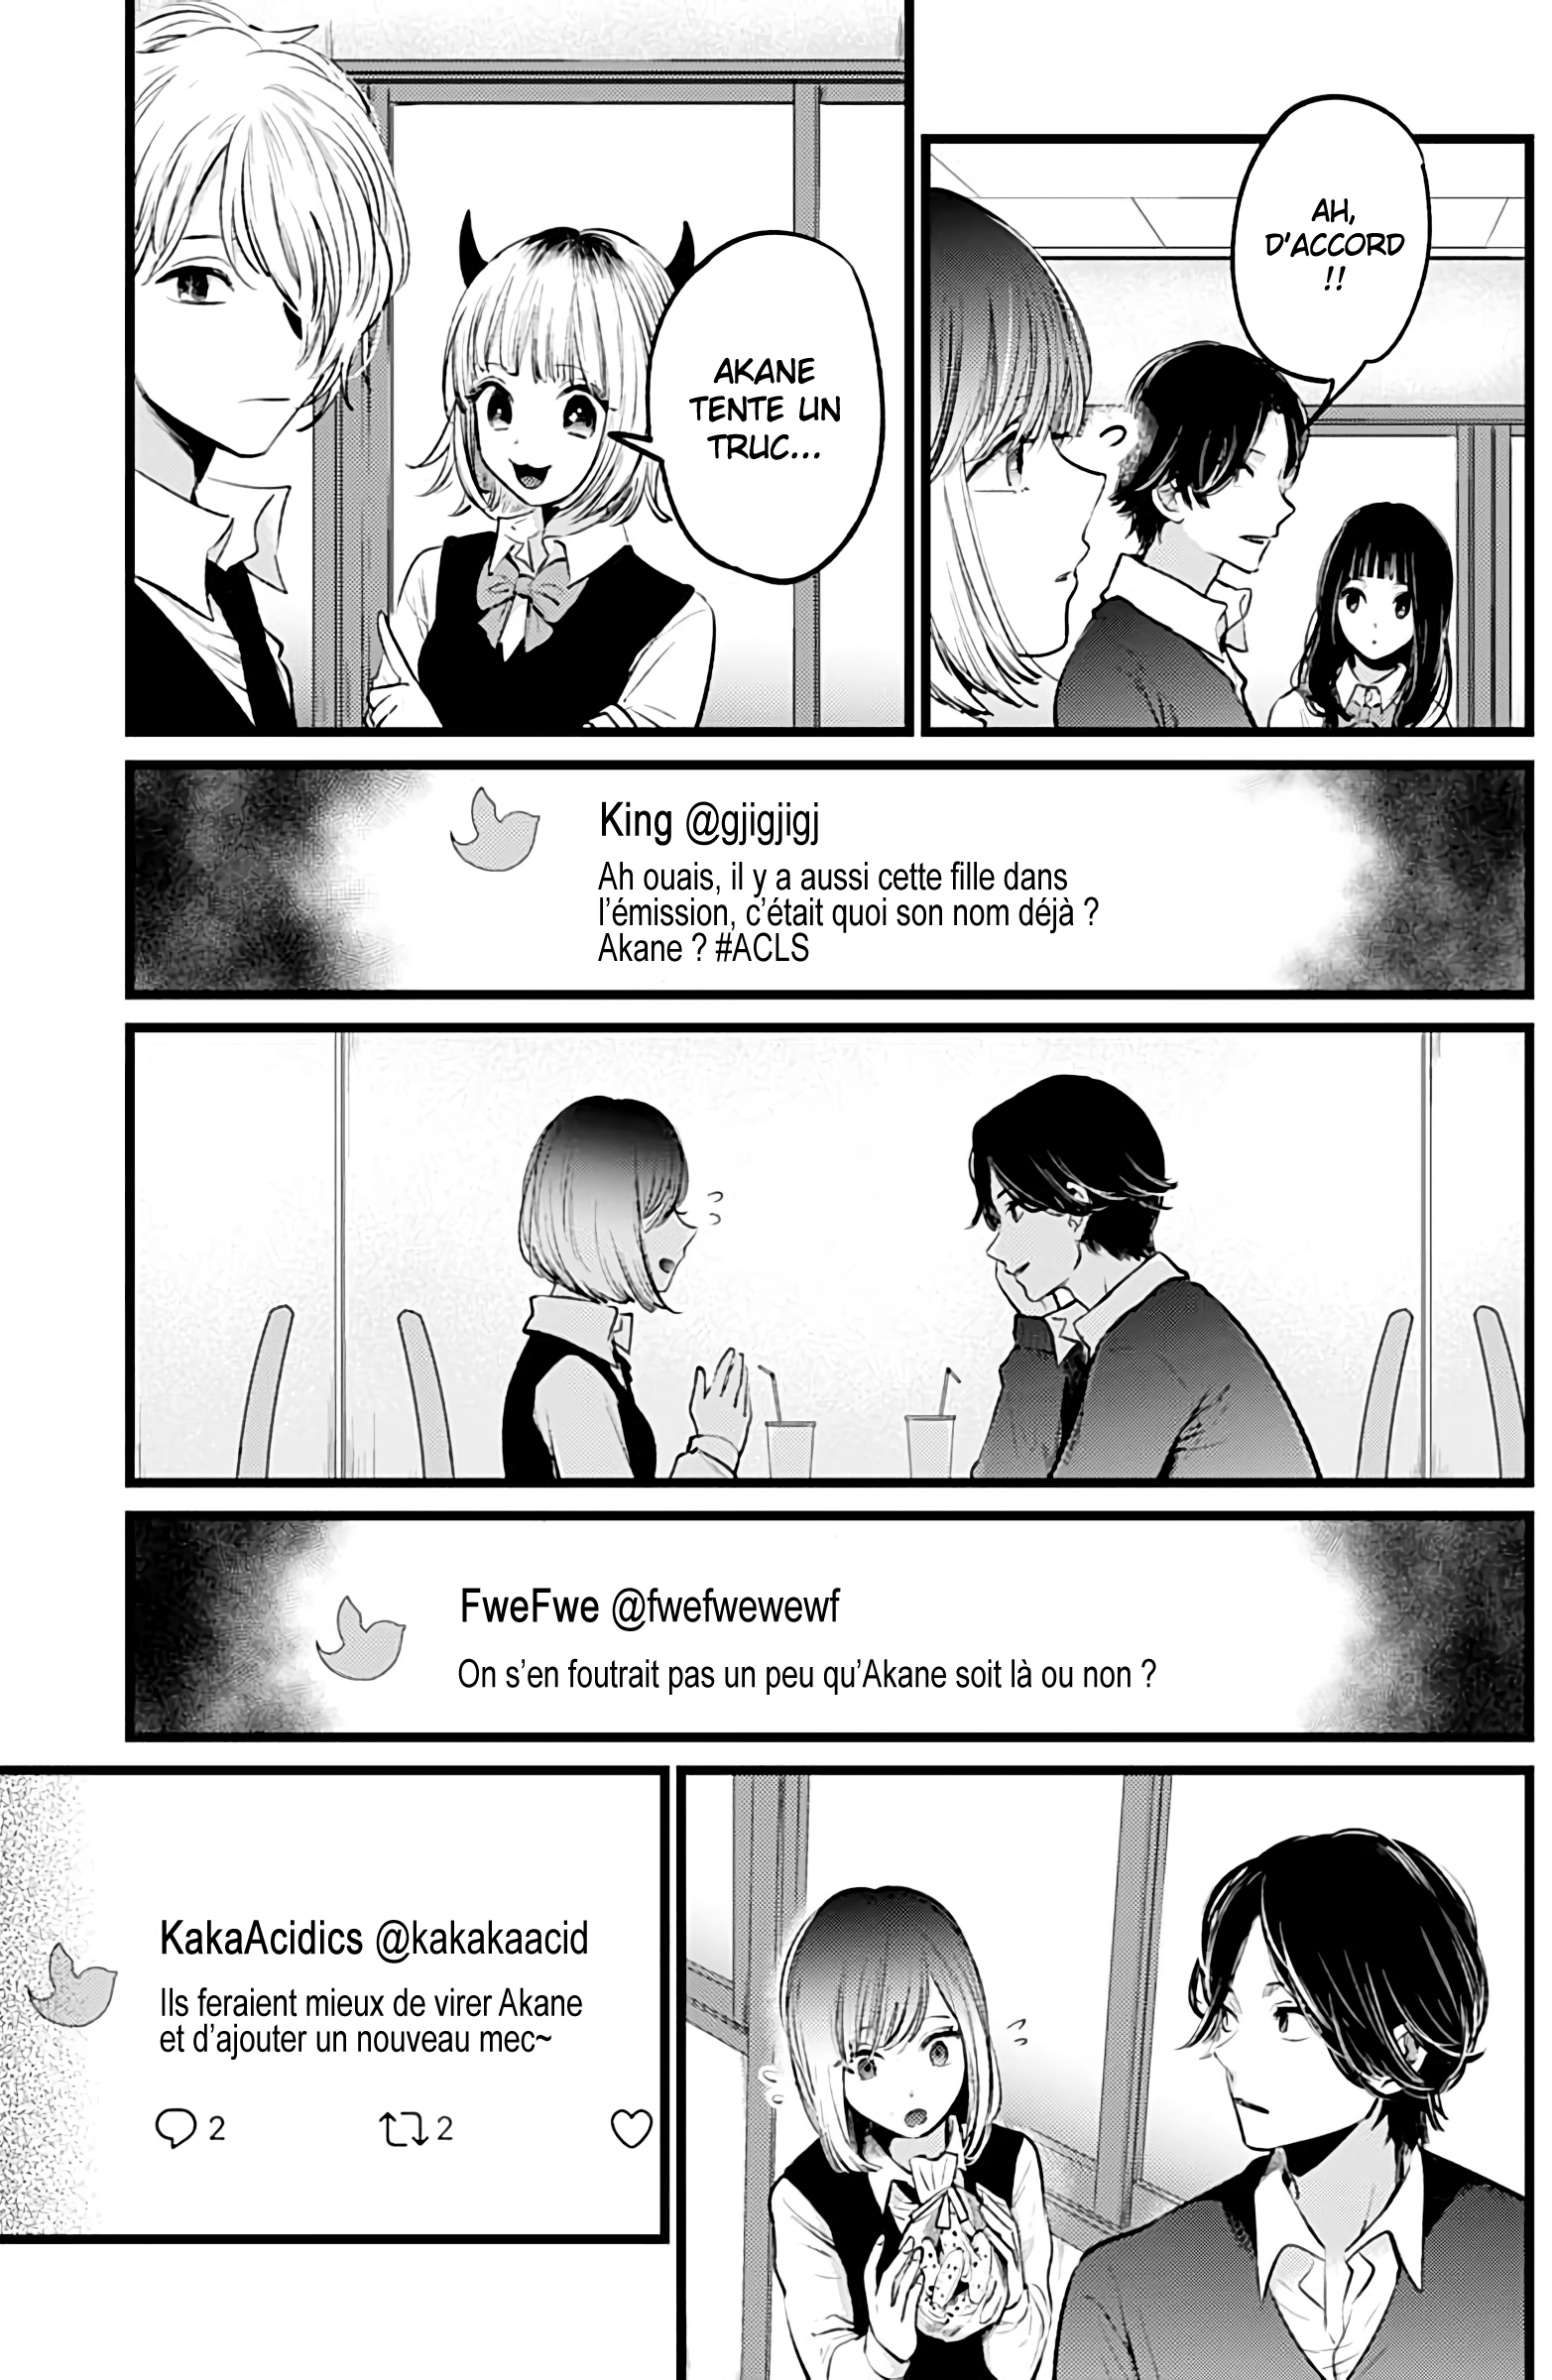 AH,
D'ACCORD
!!
AKANE
TENTE UN
TRUC...
King @gjigjigj
Ah ouais, il y a aussi cette fille dans
l'émission, c'était quoi son nom déjà ?
Akane ? #ACLS
FweFwe @fwefwewewf
On s'en foutrait pas un peu qu'Akane soit là ou non ?
KakaAcidics @kakakaacid
Ils feraient mieux de virer Akane
et d'ajouter un nouveau mec~
2 2